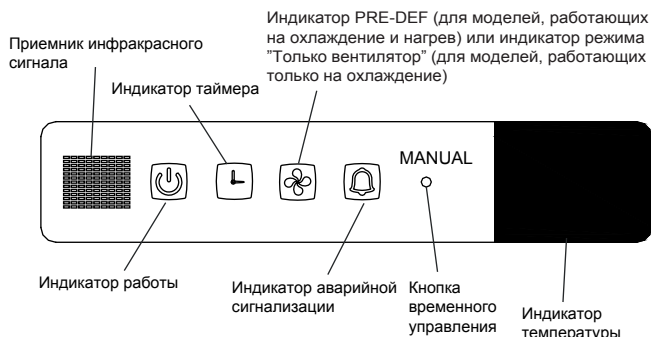 Индикатор PRE-DEF (для моделей, работающих
на охлаждение и нагрев) или индикатор режима
"Только вентилятор" (для моделей, работающих
только на охлаждение)
Приемник инфракрасного
сигнала
Индикатор таймера
MANUAL
Индикатор работы
Индикатор аварийной
сигнализации
Кнопка
временного
управления
Индикатор
температуры